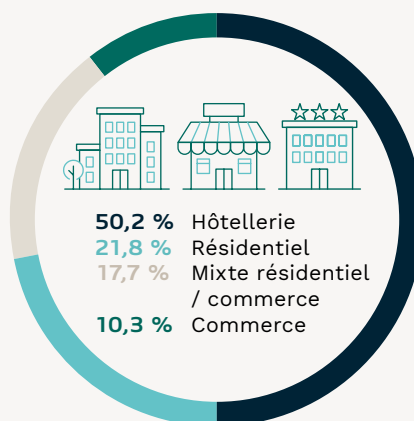 50,2 % Hôtellerie
21,8 % Résidentiel
17,7 % Mixte résidentiel
/ commerce
10,3 % Commerce